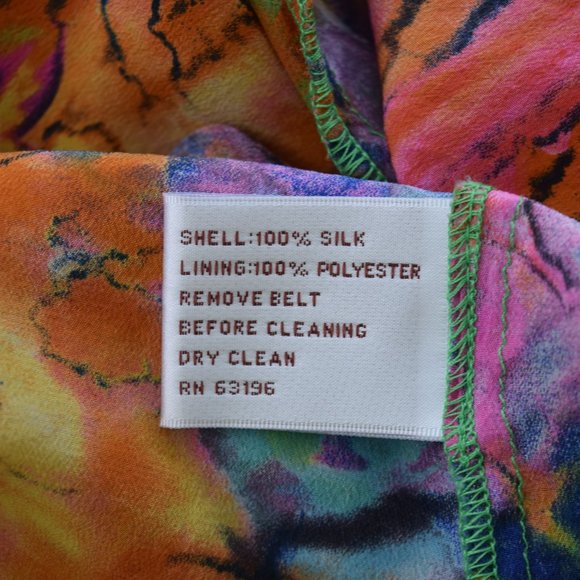 SHELL:100% SILK
LINING:100% POLYESTER
REMOVE BELT
BEFORE CLEANING
DRY CLEAN
RN 63196